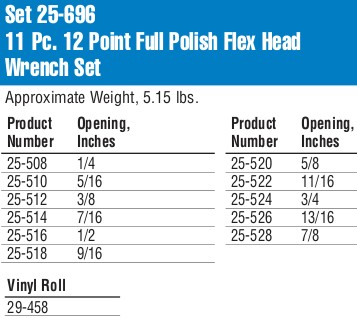 Set 25-696
11 Pc. 12 Point Full Polish Flex Head
Wrench Set
Approximate Weight, 5.15 lbs.
Product Opening,
Number Inches
25-508 1/4
25-510 5/16
25-512 3/8
25-514 7/16
25-516 1/2
25-518 9/16
Product Opening,
Number Inches
25-520 5/8
25-522 11/16
25-524 3/4
25-526 13/16
25-528 7/8
Vinyl Roll
29-458